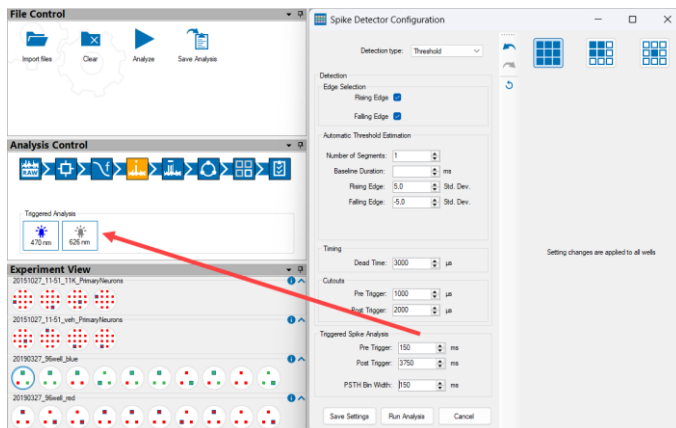 File Control
Import files
Clear
Analyze
Save Analysis
Analysis Control
RAW
f
Triggered Analysis
470 nm
626 nm
Experiment View
20151027_11-51_11K_PrimaryNeurons
20151027_11-51_veh_PrimaryNeurons
20190327_96well_blue
20190327_96well_red
Spike Detector Configuration
Detection type: Threshold
Detection
Edge Selection
Rising Edge
Falling Edge
Automatic Threshold Estimation
Number of Segments: 1
Baseline Duration: ms
Rising Edge: 5.0 Std. Dev.
Falling Edge: -5.0 Std. Dev.
Timing
Dead Time: 3000 µs
Cutouts
Pre Trigger: 1000 µs
Post Trigger: 2000 µs
Triggered Spike Analysis
Pre Trigger: 150 ms
Post Trigger: 3750 ms
PSTH Bin Width: 150 ms
Save Settings
Run Analysis
Cancel
Setting changes are applied to all wells